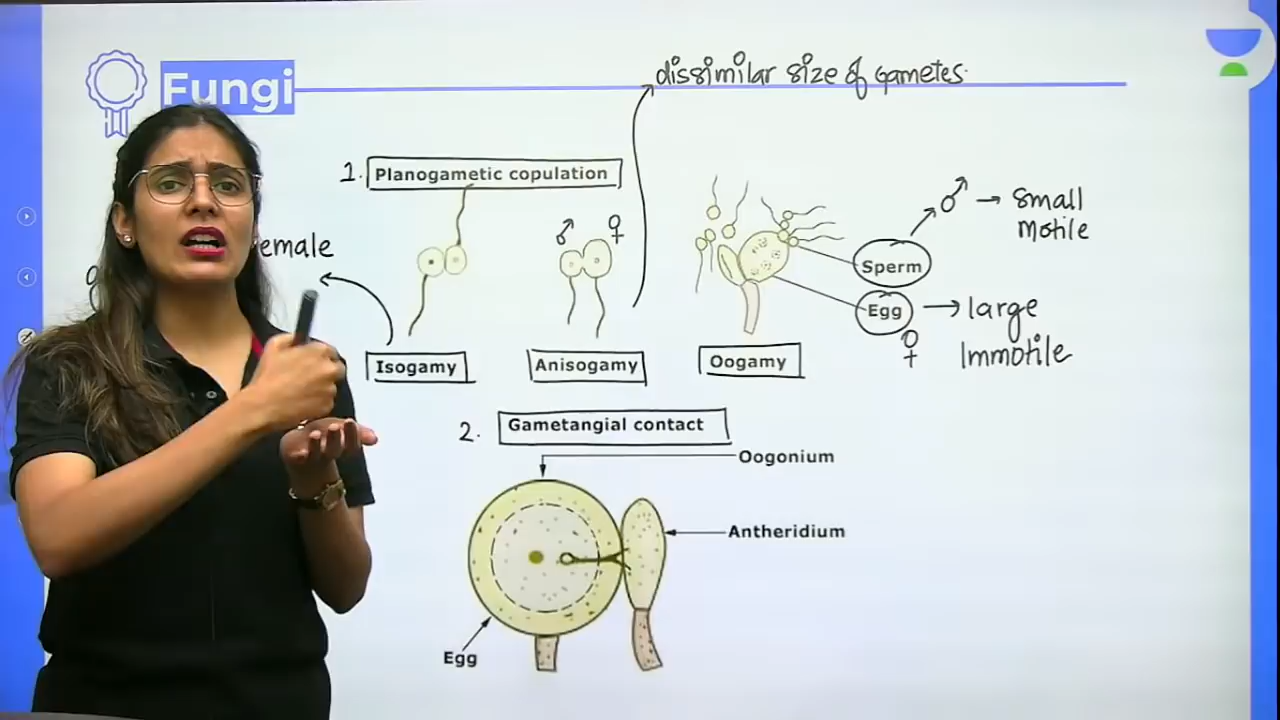 Fungi
dissimilar size of Gametes.
1. Planogametic copulation
♂ ♀
♂ → Small
motile
emale
Sperm
Egg → large
♀ Immotile
Isogamy
Anisogamy
Oogamy
2. Gametangial contact
Oogonium
Antheridium
Egg